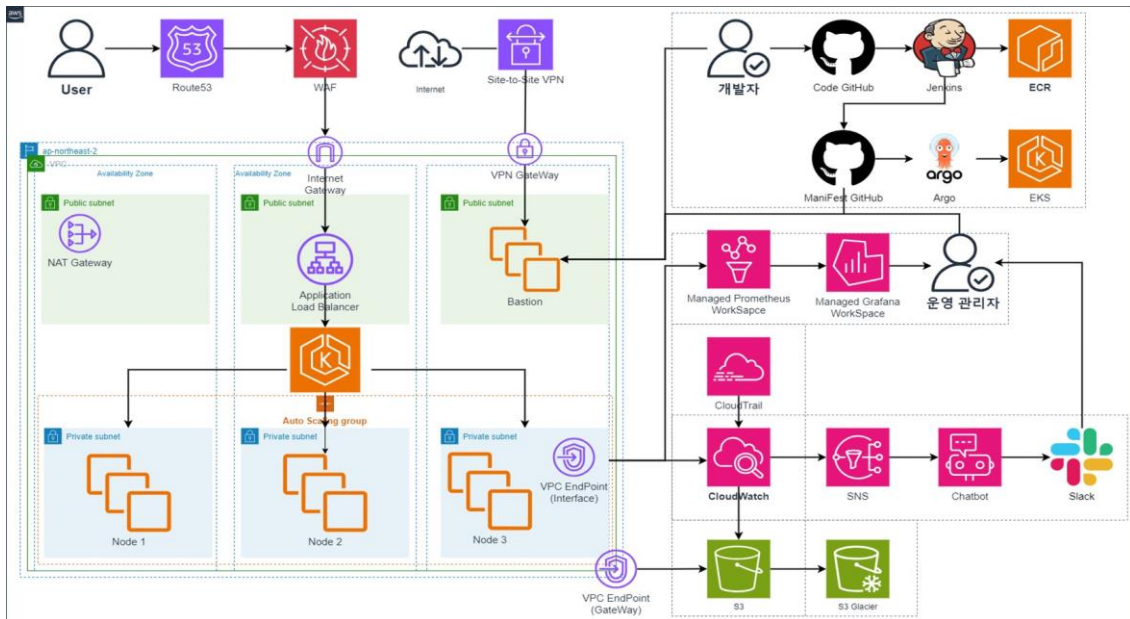 aws
User
Route53
53
WAF
Internet
Site-to-Site VPN
개발자
Code GitHub
Jenkins
ECR
ManiFest GitHub
argo
Argo
EKS
ap-northeast-2
VPC
Availability Zone
Availability Zone
Internet
Gateway
VPN GateWay
Public subnet
Public subnet
Public subnet
NAT Gateway
Application
Load Balancer
Bastion
Managed Prometheus
WorkSapce
Managed Grafana
WorkSpace
운영 관리자
K
K
CloudTrail
Auto Scaling group
Private subnet
Private subnet
Private subnet
Node 1
Node 2
Node 3
VPC EndPoint
(Interface)
CloudWatch
SNS
Chatbot
Slack
VPC EndPoint
(GateWay)
S3
S3 Glacier